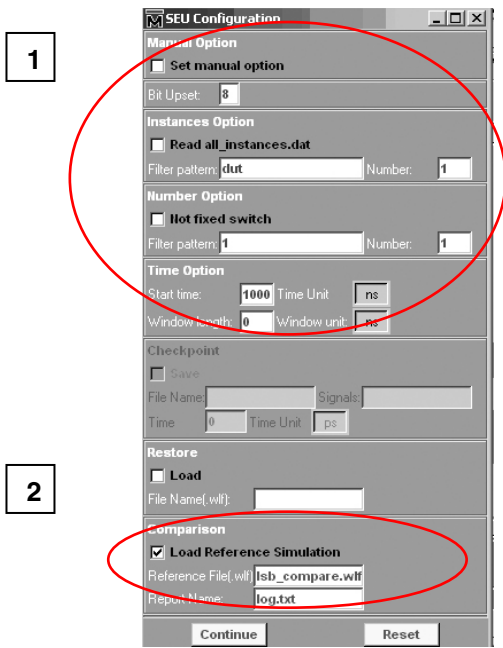 SEU Configuration
1
Manual Option
Set manual option
Bit Upset: 8
Instances Option
Read all_instances.dat
Filter pattern: dut Number: 1
Number Option
Not fixed switch
Filter pattern: 1 Number: 1
Time Option
Start time: 1000 Time Unit ns
Window length: 0 Window unit: ns
Checkpoint
Save
File Name: Signals:
Time 0 Time Unit ps
Restore
2
Load
File Name(.wlf):
Comparison
Load Reference Simulation
Reference File(.wlf) lsb_compare.wlf
Report Name: log.txt
Continue Reset